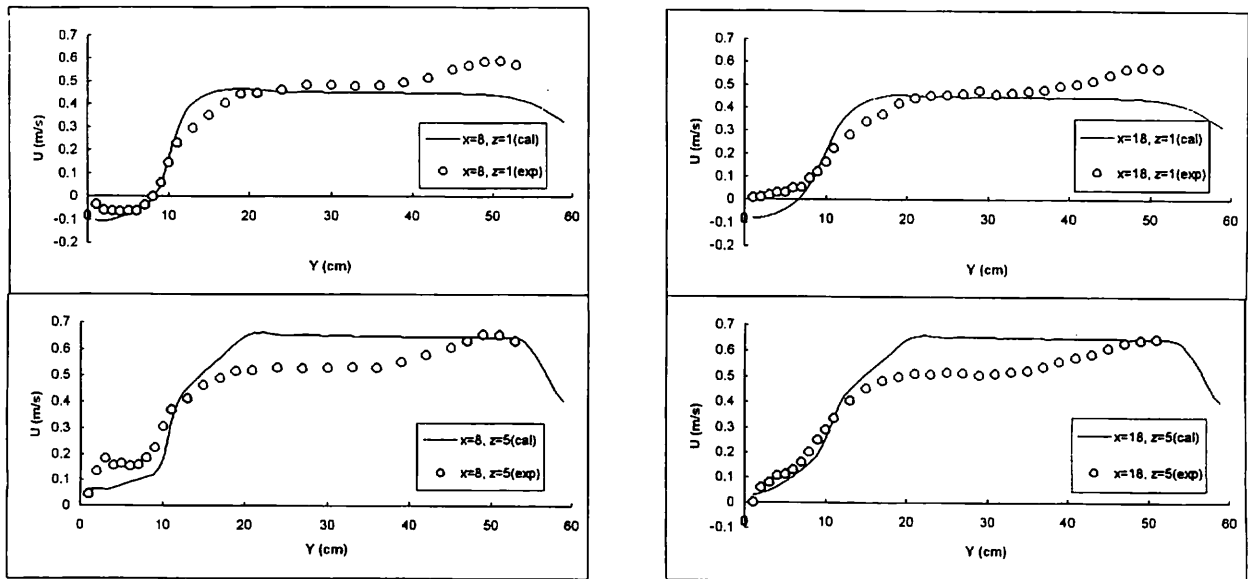 0.7
0.6
0.5
0.4
0.3
0.2
0.1
0
-0.1
-0.2
U (m/s)
0 10 20 30 40 50 60
Y (cm)
x=8, z=1(cal)
x=8, z=1(exp)
0.7
0.6
0.5
0.4
0.3
0.2
0.1
0
-0.1
-0.2
U (m/s)
0 10 20 30 40 50 60
Y (cm)
x=18, z=1(cal)
x=18, z=1(exp)
0.7
0.6
0.5
0.4
0.3
0.2
0.1
0
U (m/s)
0 10 20 30 40 50 60
Y (cm)
x=8, z=5(cal)
x=8, z=5(exp)
0.7
0.6
0.5
0.4
0.3
0.2
0.1
0
-0.1
U (m/s)
0 10 20 30 40 50 60
Y (cm)
x=18, z=5(cal)
x=18, z=5(exp)